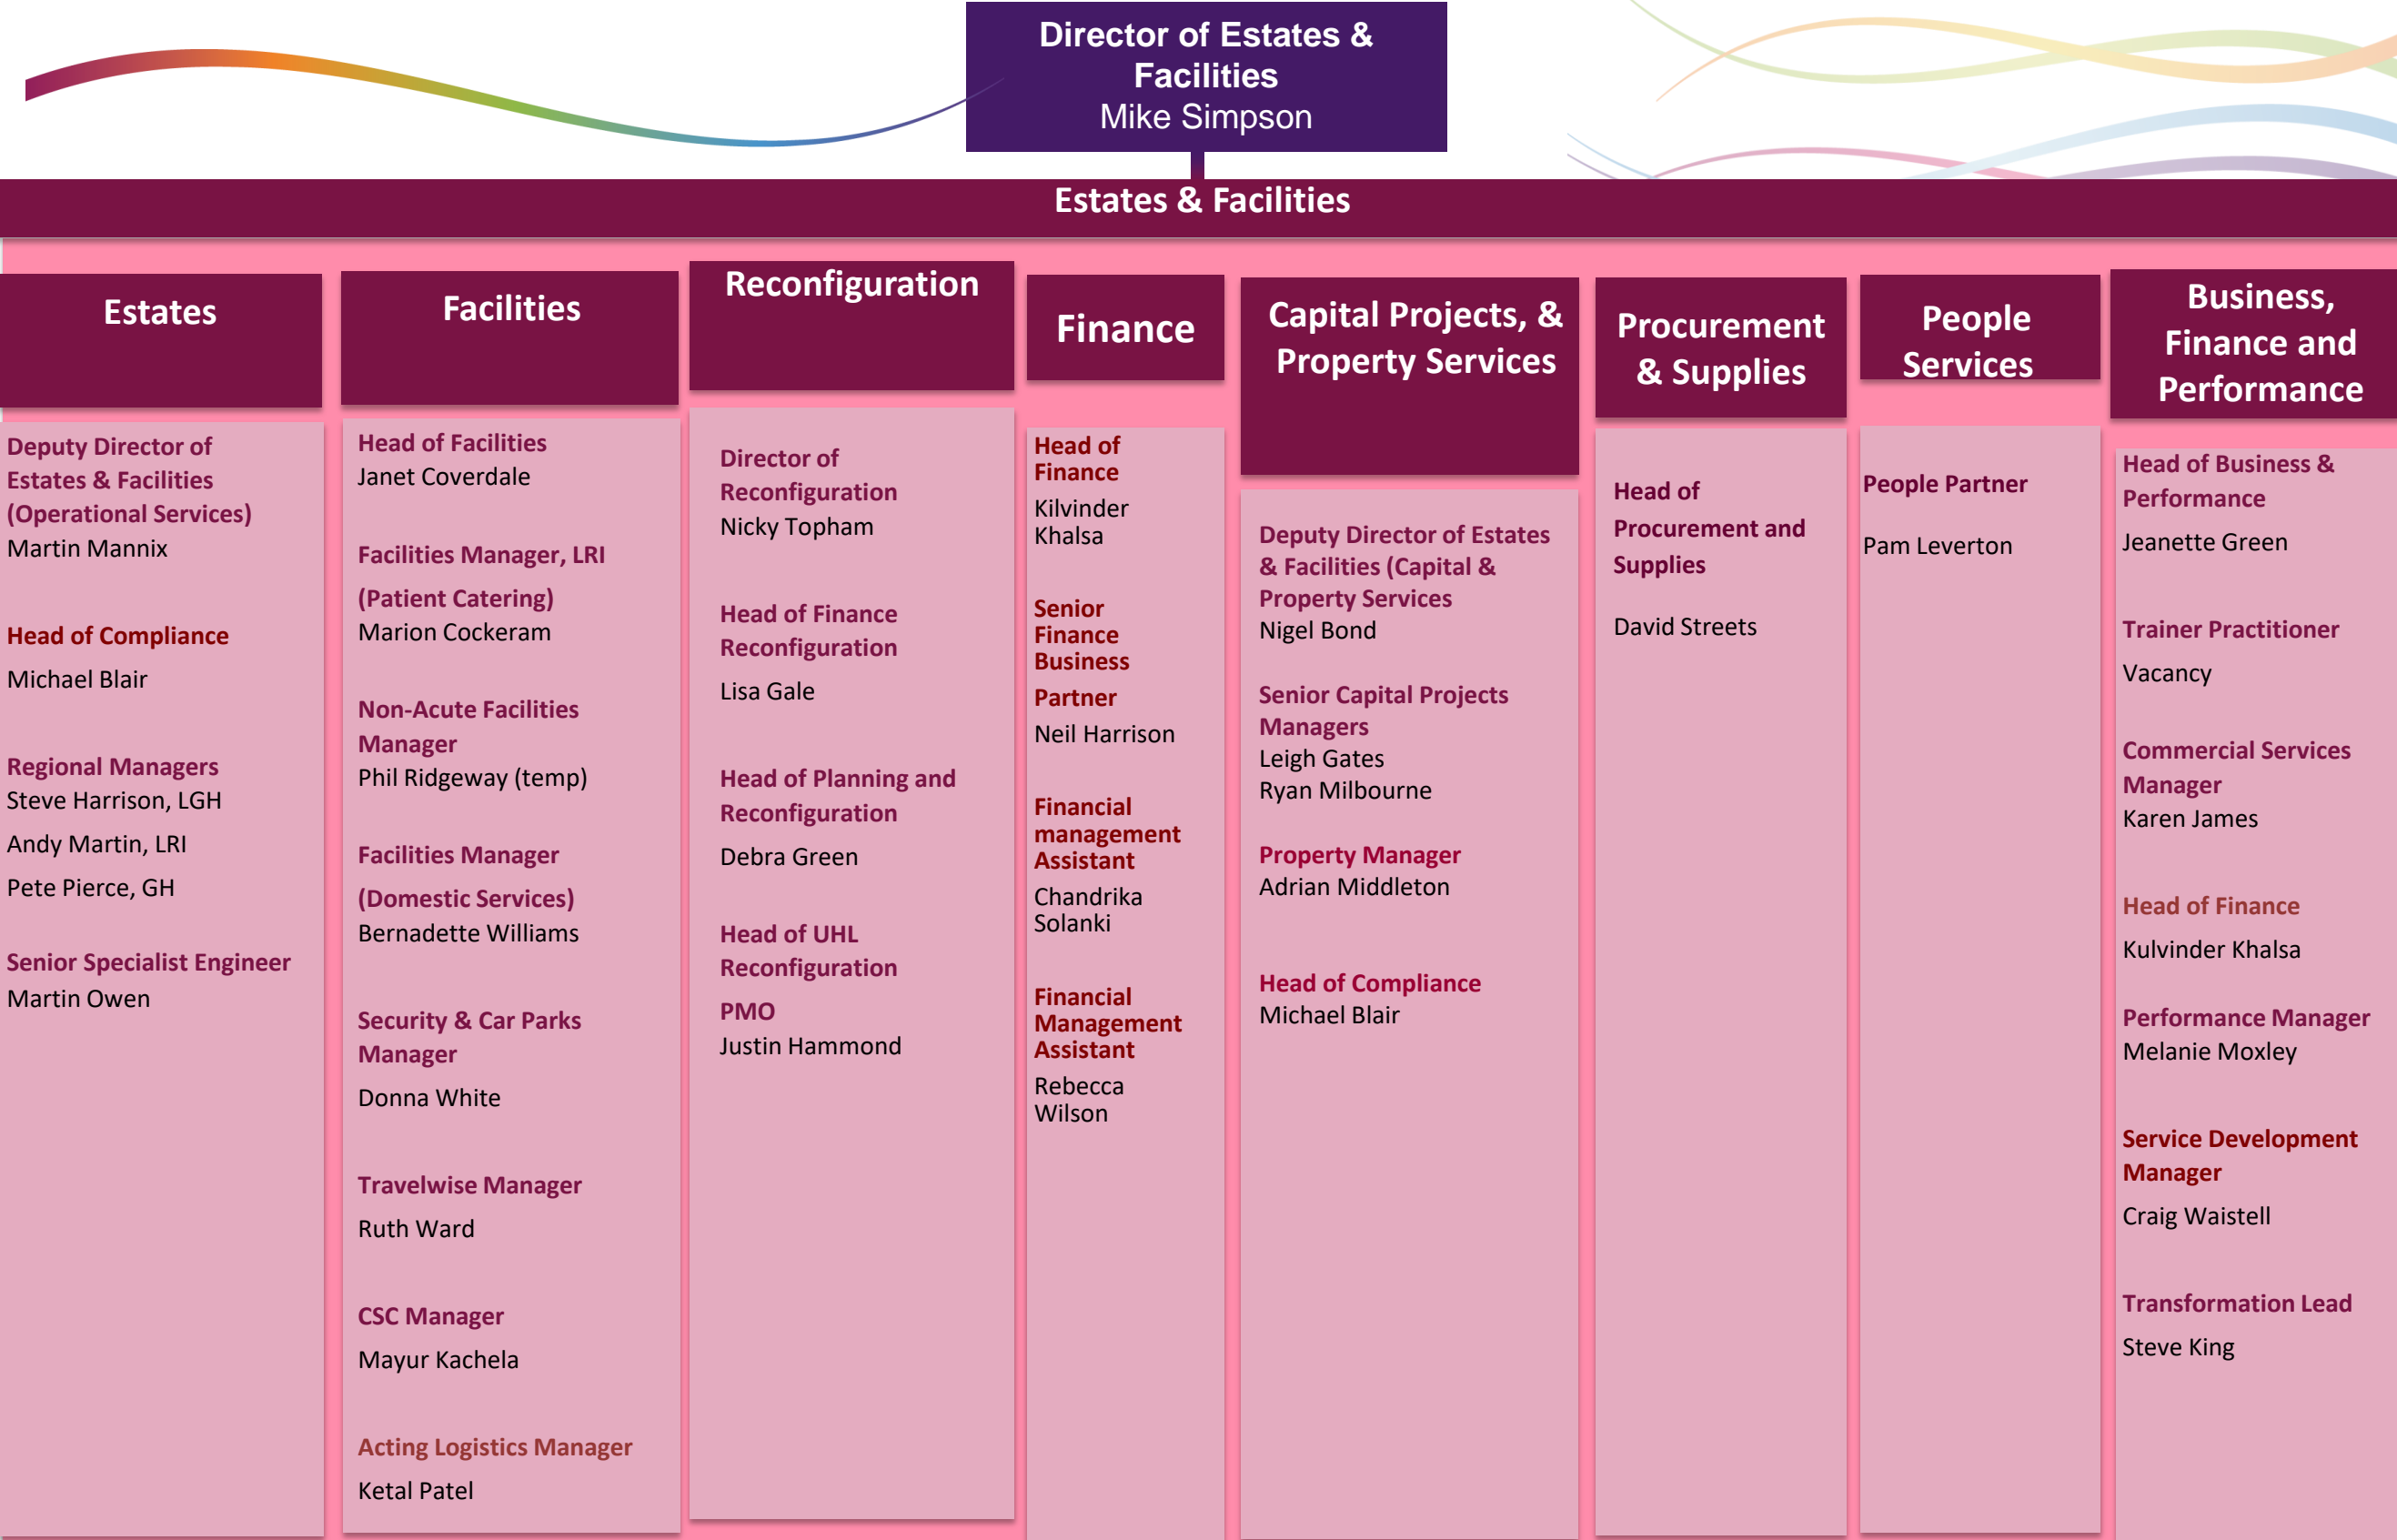 Director of Estates &
Facilities
Mike Simpson
Estates & Facilities
Estates
Deputy Director of
Estates & Facilities
(Operational Services)
Martin Mannix
Head of Compliance
Michael Blair
Regional Managers
Steve Harrison, LGH
Andy Martin, LRI
Pete Pierce, GH
Senior Specialist Engineer
Martin Owen
Facilities
Head of Facilities
Janet Coverdale
Facilities Manager, LRI
(Patient Catering)
Marion Cockeram
Non-Acute Facilities
Manager
Phil Ridgeway (temp)
Facilities Manager
(Domestic Services)
Bernadette Williams
Security & Car Parks
Manager
Donna White
Travelwise Manager
Ruth Ward
CSC Manager
Mayur Kachela
Acting Logistics Manager
Ketal Patel
Reconfiguration
Director of
Reconfiguration
Nicky Topham
Head of Finance
Reconfiguration
Lisa Gale
Head of Planning and
Reconfiguration
Debra Green
Head of UHL
Reconfiguration
PMO
Justin Hammond
Finance
Head of
Finance
Kilvinder
Khalsa
Senior
Finance
Business
Partner
Neil Harrison
Financial
management
Assistant
Chandrika
Solanki
Financial
Management
Assistant
Rebecca
Wilson
Capital Projects, &
Property Services
Deputy Director of Estates
& Facilities (Capital &
Property Services
Nigel Bond
Senior Capital Projects
Managers
Leigh Gates
Ryan Milbourne
Property Manager
Adrian Middleton
Head of Compliance
Michael Blair
Procurement
& Supplies
Head of
Procurement and
Supplies
David Streets
People
Services
People Partner
Pam Leverton
Business,
Finance and
Performance
Head of Business &
Performance
Jeanette Green
Trainer Practitioner
Vacancy
Commercial Services
Manager
Karen James
Head of Finance
Kulvinder Khalsa
Performance Manager
Melanie Moxley
Service Development
Manager
Craig Waistell
Transformation Lead
Steve King